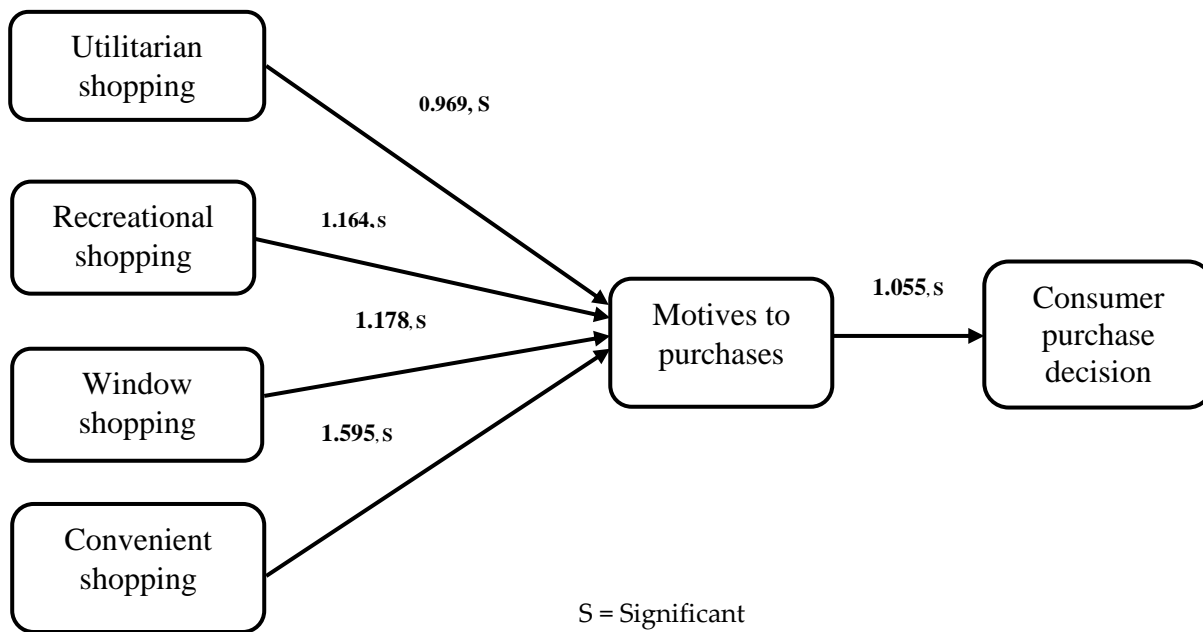 Utilitarian
shopping
0.969, S
Recreational
shopping
1.164, S
1.178, S
Window
shopping
1.595, S
Convenient
shopping
Motives to
purchases
1.055, S
Consumer
purchase
decision
S = Significant